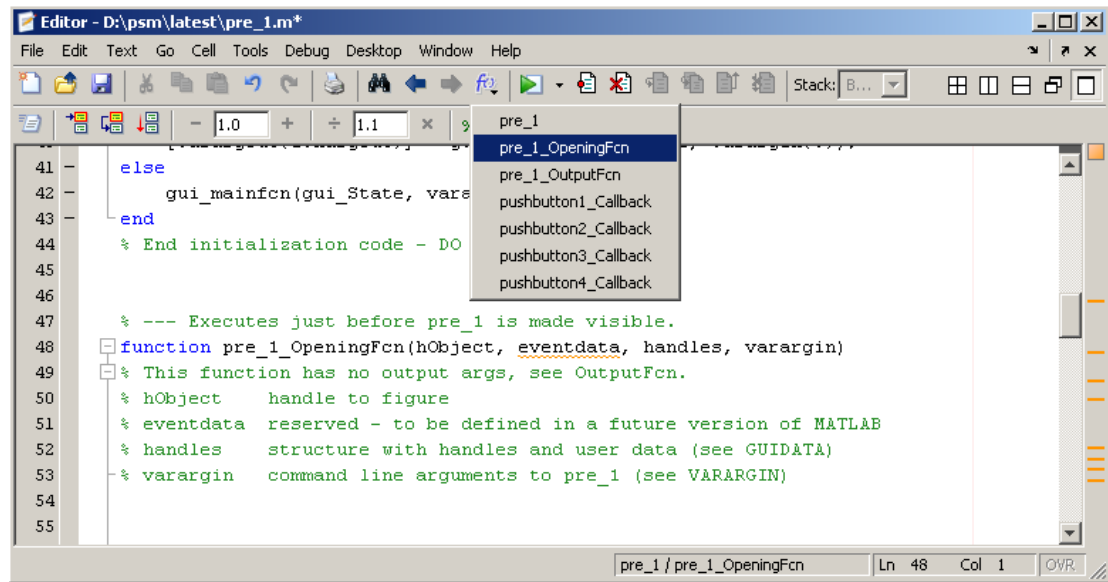 Editor - D:\psm\latest\pre_1.m*
File Edit Text Go Cell Tools Debug Desktop Window Help
Stack: B...
- 1.0 + ÷ 1.1 ×
pre_1
pre_1_OpeningFcn
pre_1_OutputFcn
pushbutton1_Callback
pushbutton2_Callback
pushbutton3_Callback
pushbutton4_Callback
41 - else
42 - gui_mainfcn(gui_State, vara
43 - end
44 % End initialization code - DO
45
46
47 % --- Executes just before pre_1 is made visible.
48 function pre_1_OpeningFcn(hObject, eventdata, handles, varargin)
49 % This function has no output args, see OutputFcn.
50 % hObject handle to figure
51 % eventdata reserved - to be defined in a future version of MATLAB
52 % handles structure with handles and user data (see GUIDATA)
53 % varargin command line arguments to pre_1 (see VARARGIN)
54
55
pre_1 / pre_1_OpeningFcn Ln 48 Col 1 OVR